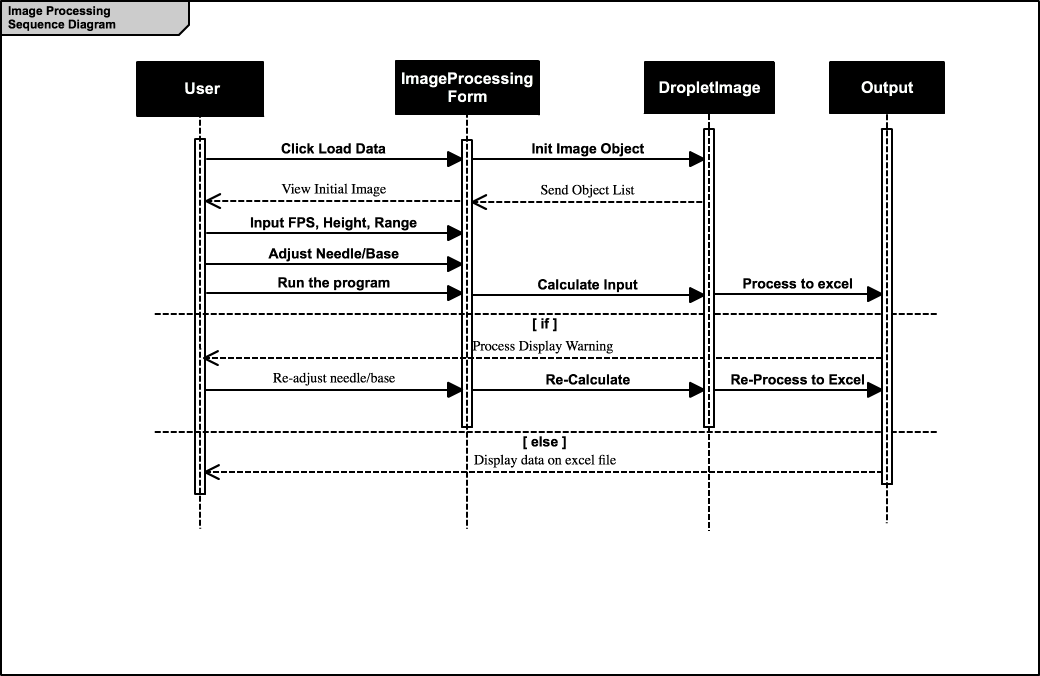 Image Processing
Sequence Diagram
User
ImageProcessing
Form
DropletImage
Output
Click Load Data
Init Image Object
View Initial Image
Send Object List
Input FPS, Height, Range
Adjust Needle/Base
Run the program
Calculate Input
Process to excel
[ if ]
Process Display Warning
Re-adjust needle/base
Re-Calculate
Re-Process to Excel
[ else ]
Display data on excel file